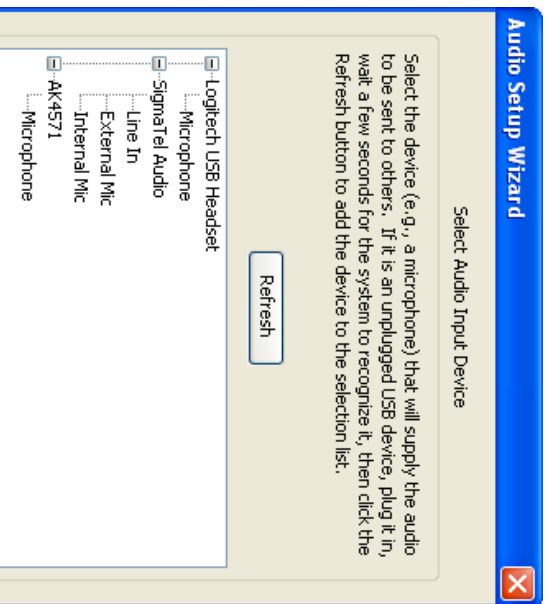 Audio Setup Wizard
Select Audio Input Device
Select the device (e.g., a microphone) that will supply the audio
to be sent to others. If it is an unplugged USB device, plug it in,
wait a few seconds for the system to recognize it, then click the
Refresh button to add the device to the selection list.
Refresh
Logitech USB Headset
Microphone
SigmaTel Audio
Line In
External Mic
Internal Mic
AK4571
Microphone